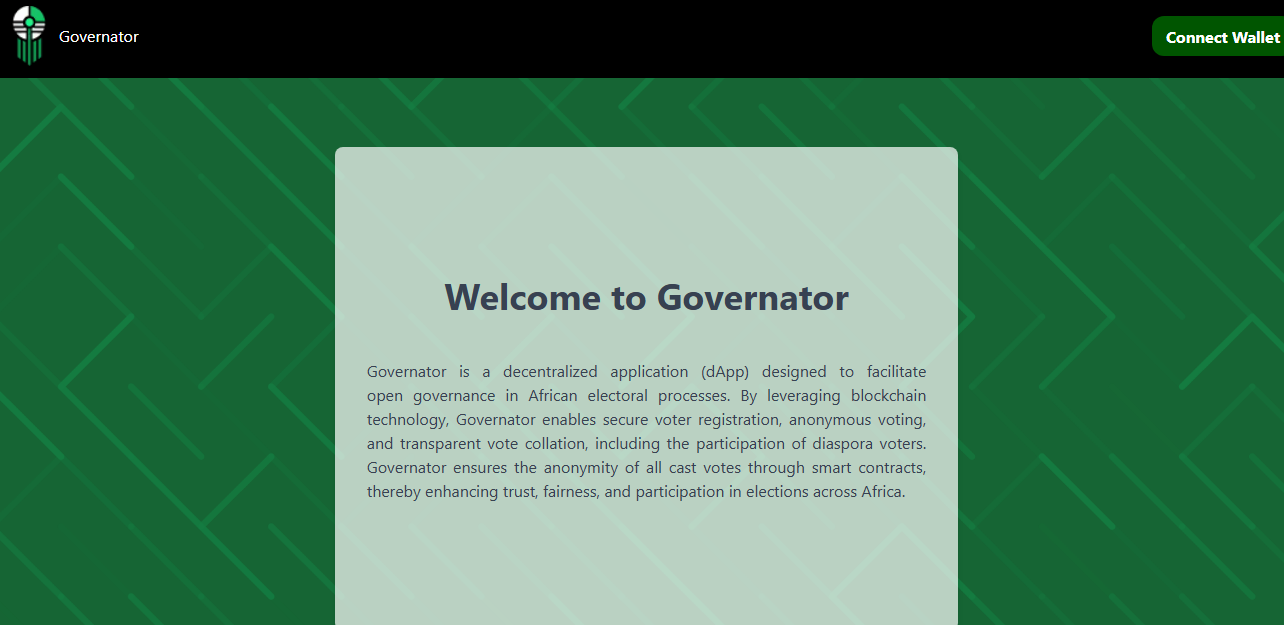 Governator
Connect Wallet
Welcome to Governator
Governator is a decentralized application (dApp) designed to facilitate
open governance in African electoral processes. By leveraging blockchain
technology, Governator enables secure voter registration, anonymous voting,
and transparent vote collation, including the participation of diaspora voters.
Governator ensures the anonymity of all cast votes through smart contracts,
thereby enhancing trust, fairness, and participation in elections across Africa.